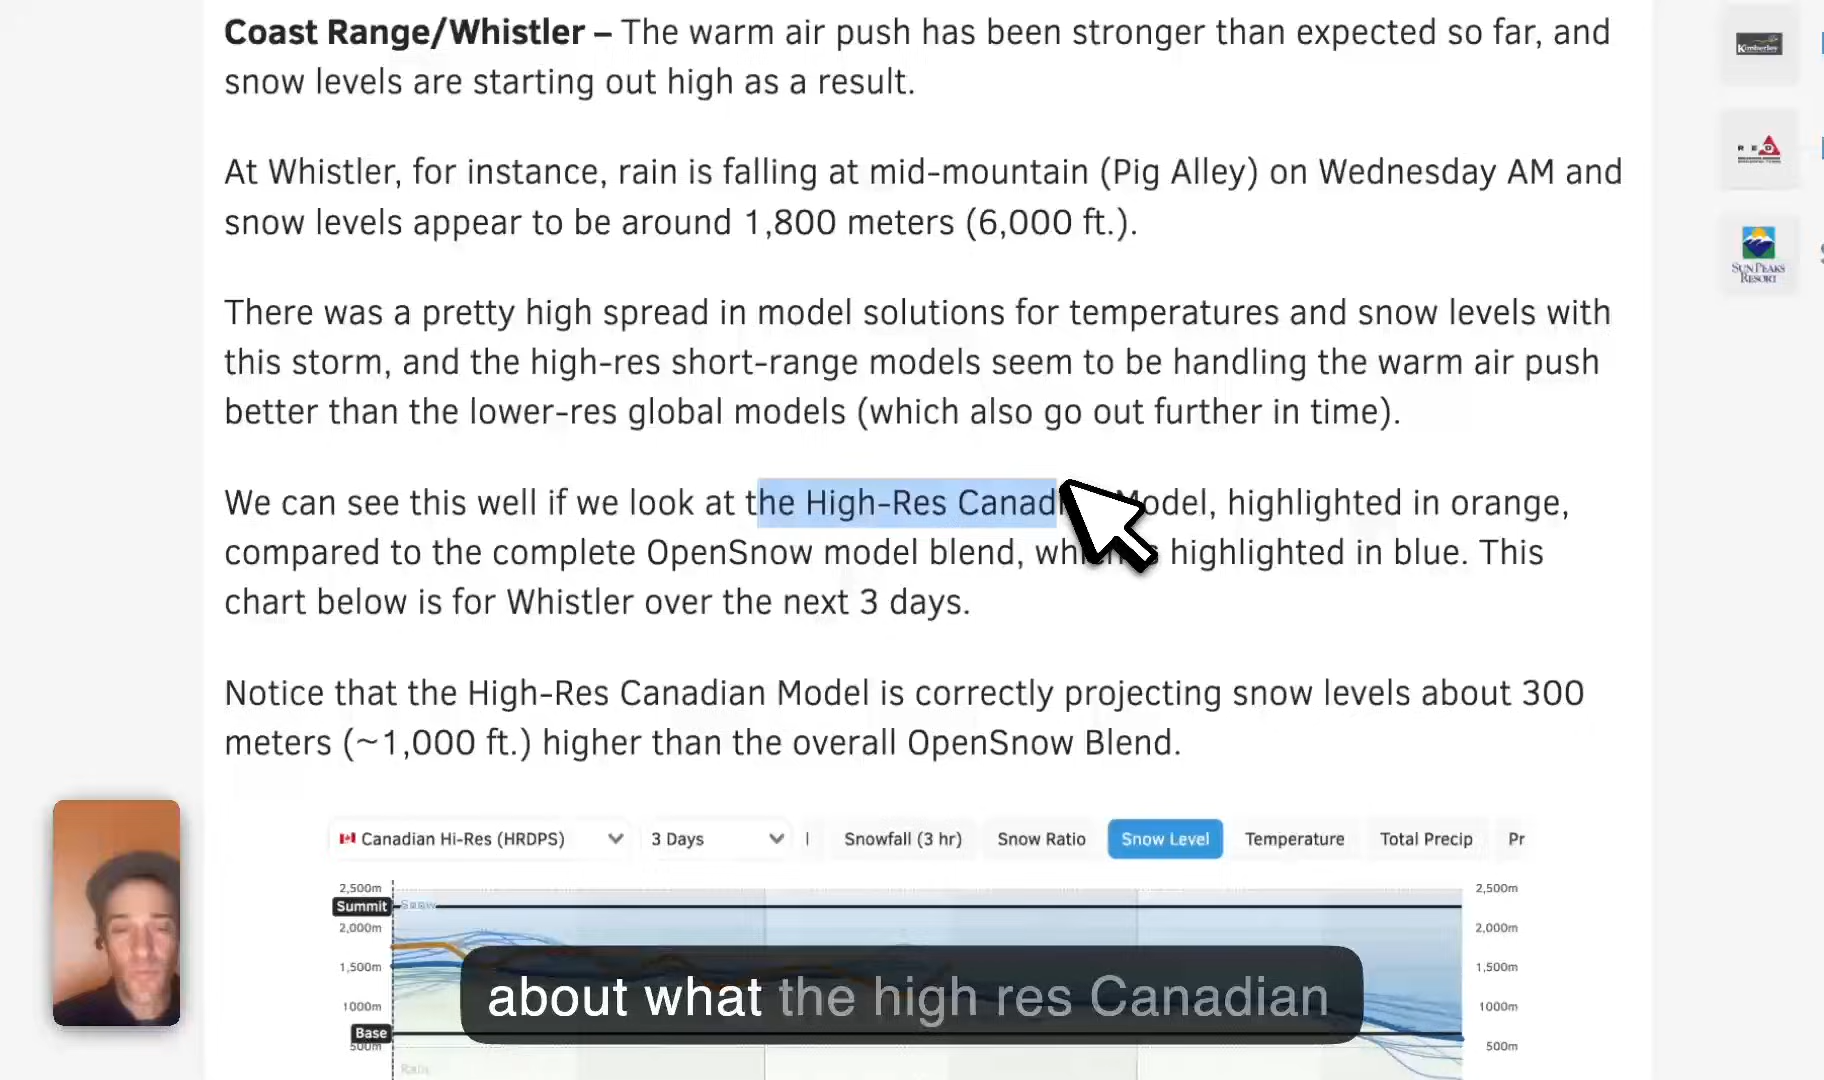 Coast Range/Whistler – The warm air push has been stronger than expected so far, and
snow levels are starting out high as a result.
At Whistler, for instance, rain is falling at mid-mountain (Pig Alley) on Wednesday AM and
snow levels appear to be around 1,800 meters (6,000 ft.).
There was a pretty high spread in model solutions for temperatures and snow levels with
this storm, and the high-res short-range models seem to be handling the warm air push
better than the lower-res global models (which also go out further in time).
We can see this well if we look at the High-Res Model, highlighted in orange,
compared to the complete OpenSnow model blend, highlighted in blue. This
chart below is for Whistler over the next 3 days.
Notice that the High-Res Canadian Model is correctly projecting snow levels about 300
meters (~1,000 ft.) higher than the overall OpenSnow Blend.
Canadian Hi-Res (HRDPS) 3 Days Snowfall (3 hr) Snow Ratio Snow Level Temperature Total Precip Pr
2,500m 2,500m
Summit Snow
2,000m 2,000m
1,500m 1,500m
1000m 1000m
Base
500m 500m
Rain
about what the high res Canadian
Kimberley
RED
SUN PEAKS
RESORT